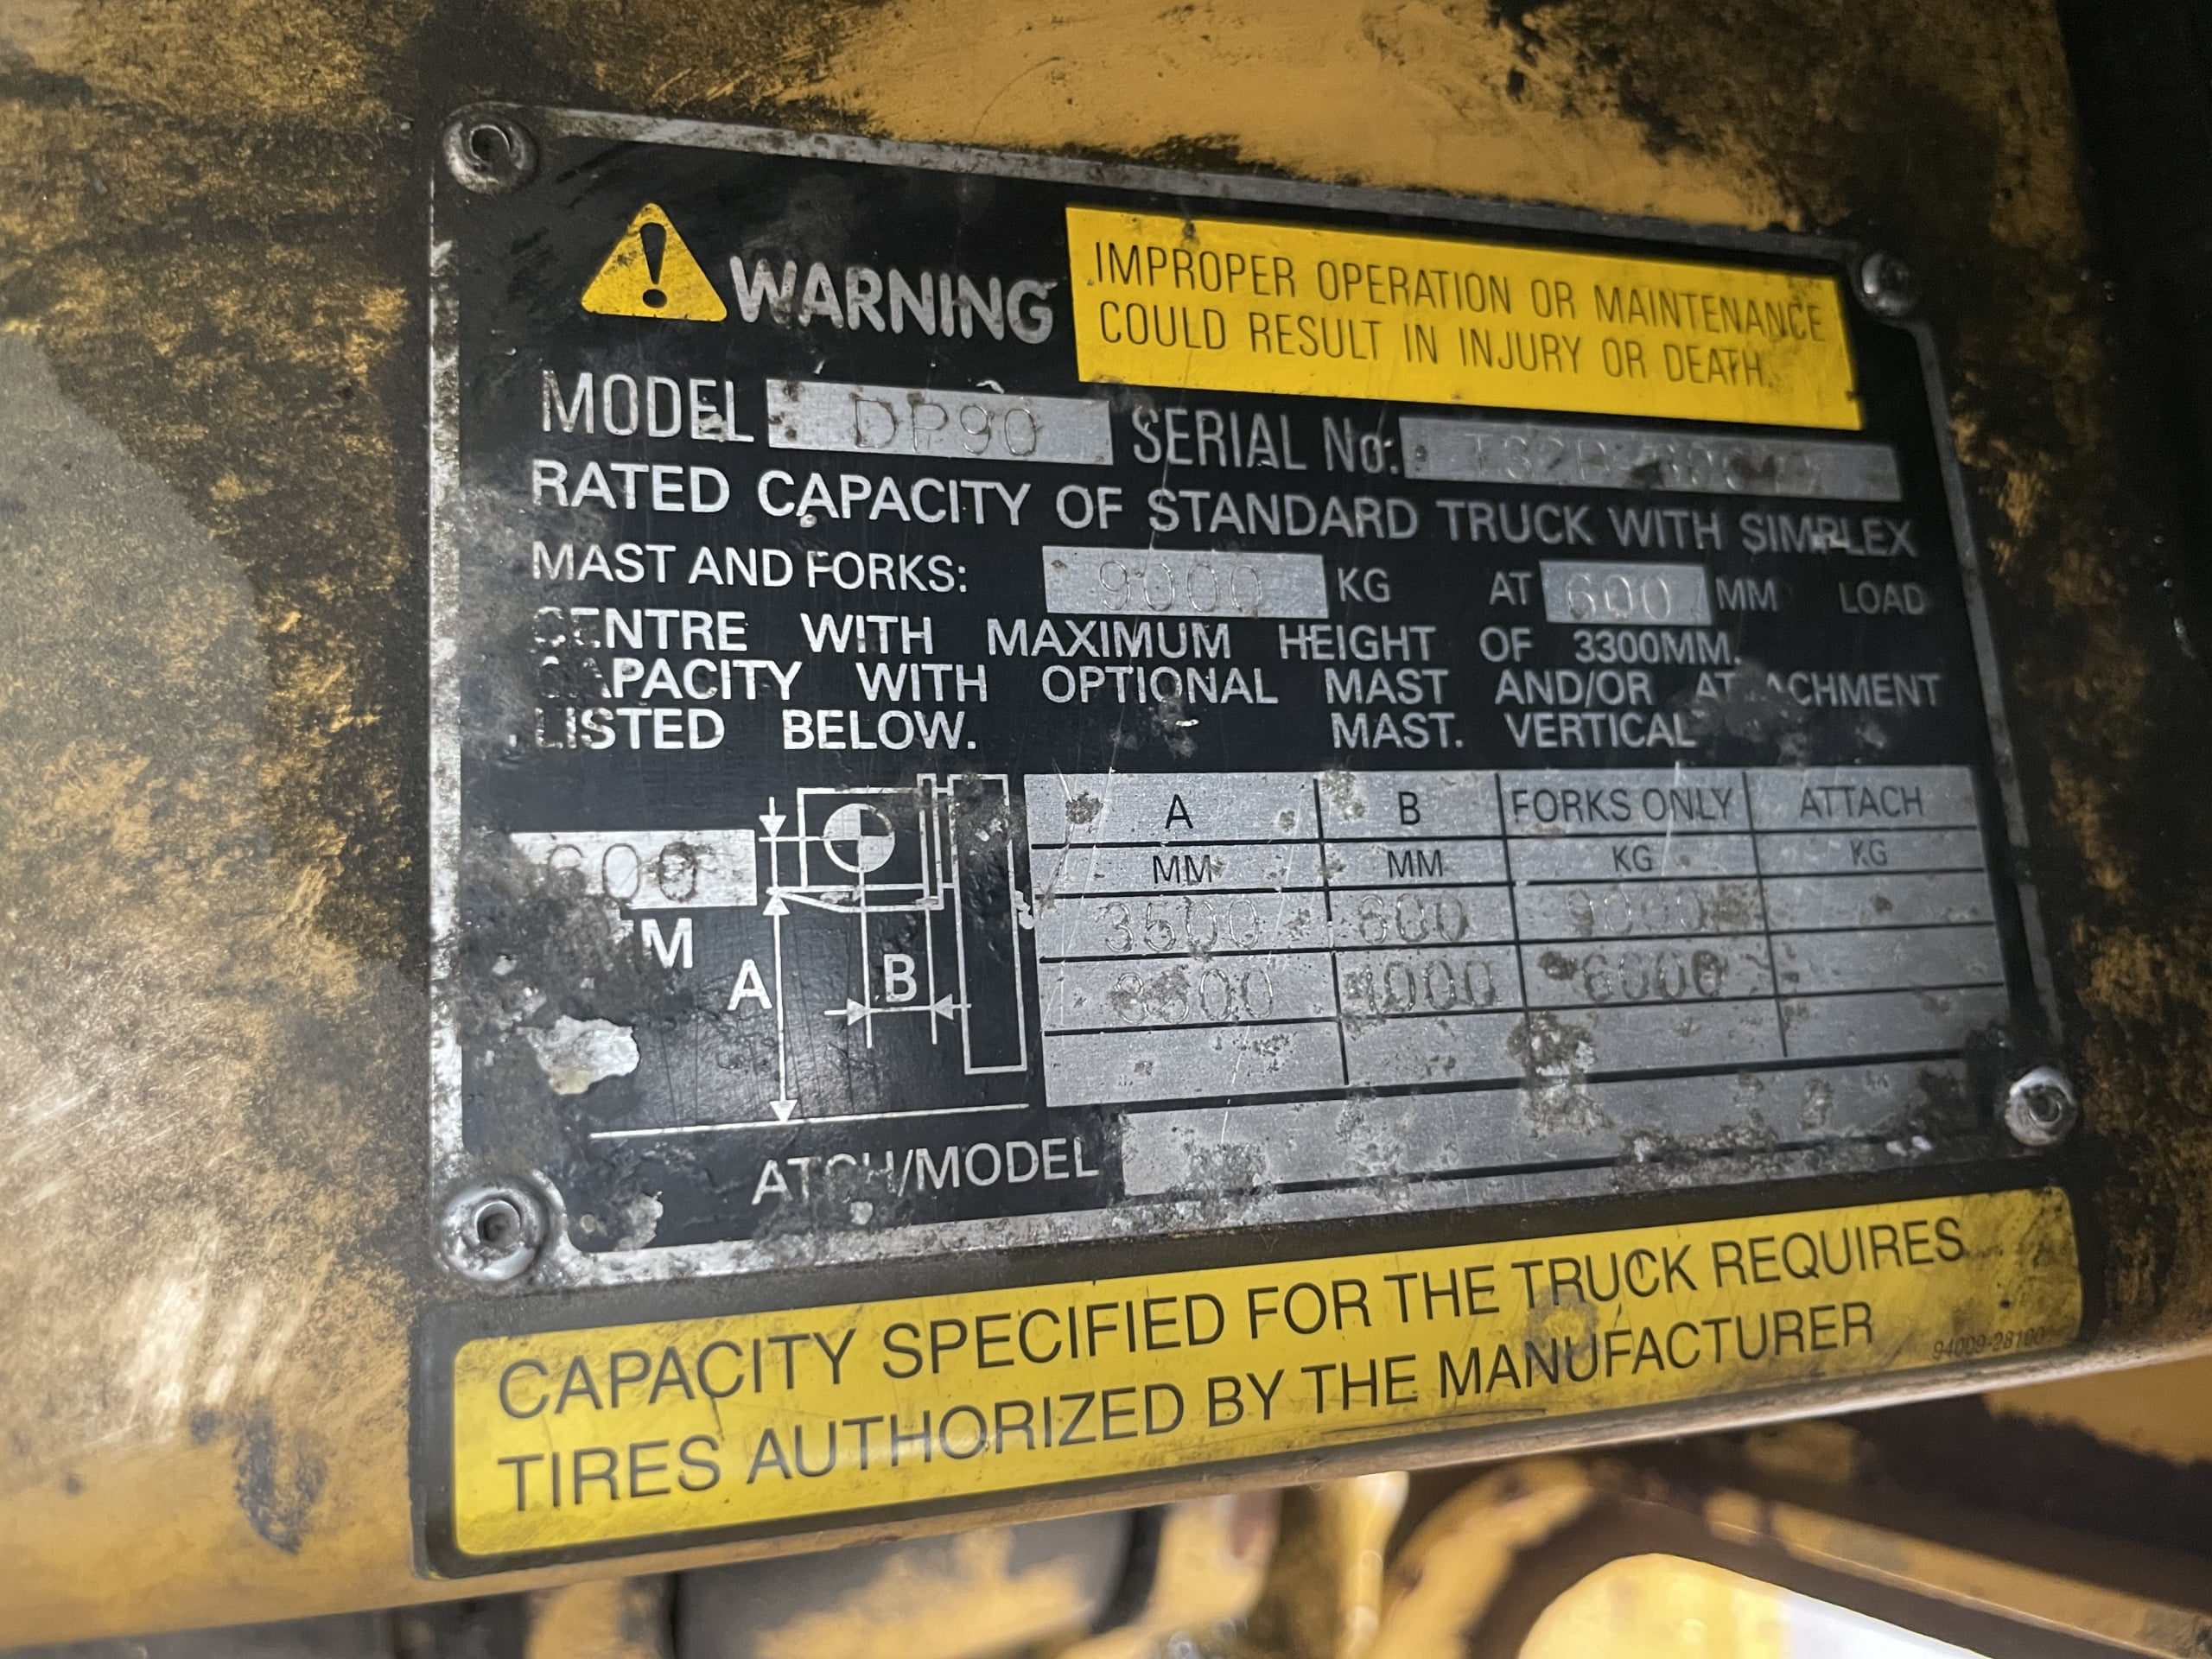 WARNING
IMPROPER OPERATION OR MAINTENANCE
COULD RESULT IN INJURY OR DEATH.
MODEL DP90 SERIAL No:
RATED CAPACITY OF STANDARD TRUCK WITH SIMPLEX
MAST AND FORKS: 9000 KG AT 600 MM LOAD
CENTRE WITH MAXIMUM HEIGHT OF 3300MM.
CAPACITY WITH OPTIONAL MAST AND/OR ATTACHMENT
LISTED BELOW. MAST. VERTICAL
A B FORKS ONLY ATTACH
MM MM KG KG
3500 600 9000
3500 1000 6000
600
A
B
ATCH/MODEL
CAPACITY SPECIFIED FOR THE TRUCK REQUIRES
TIRES AUTHORIZED BY THE MANUFACTURER
94009-28100